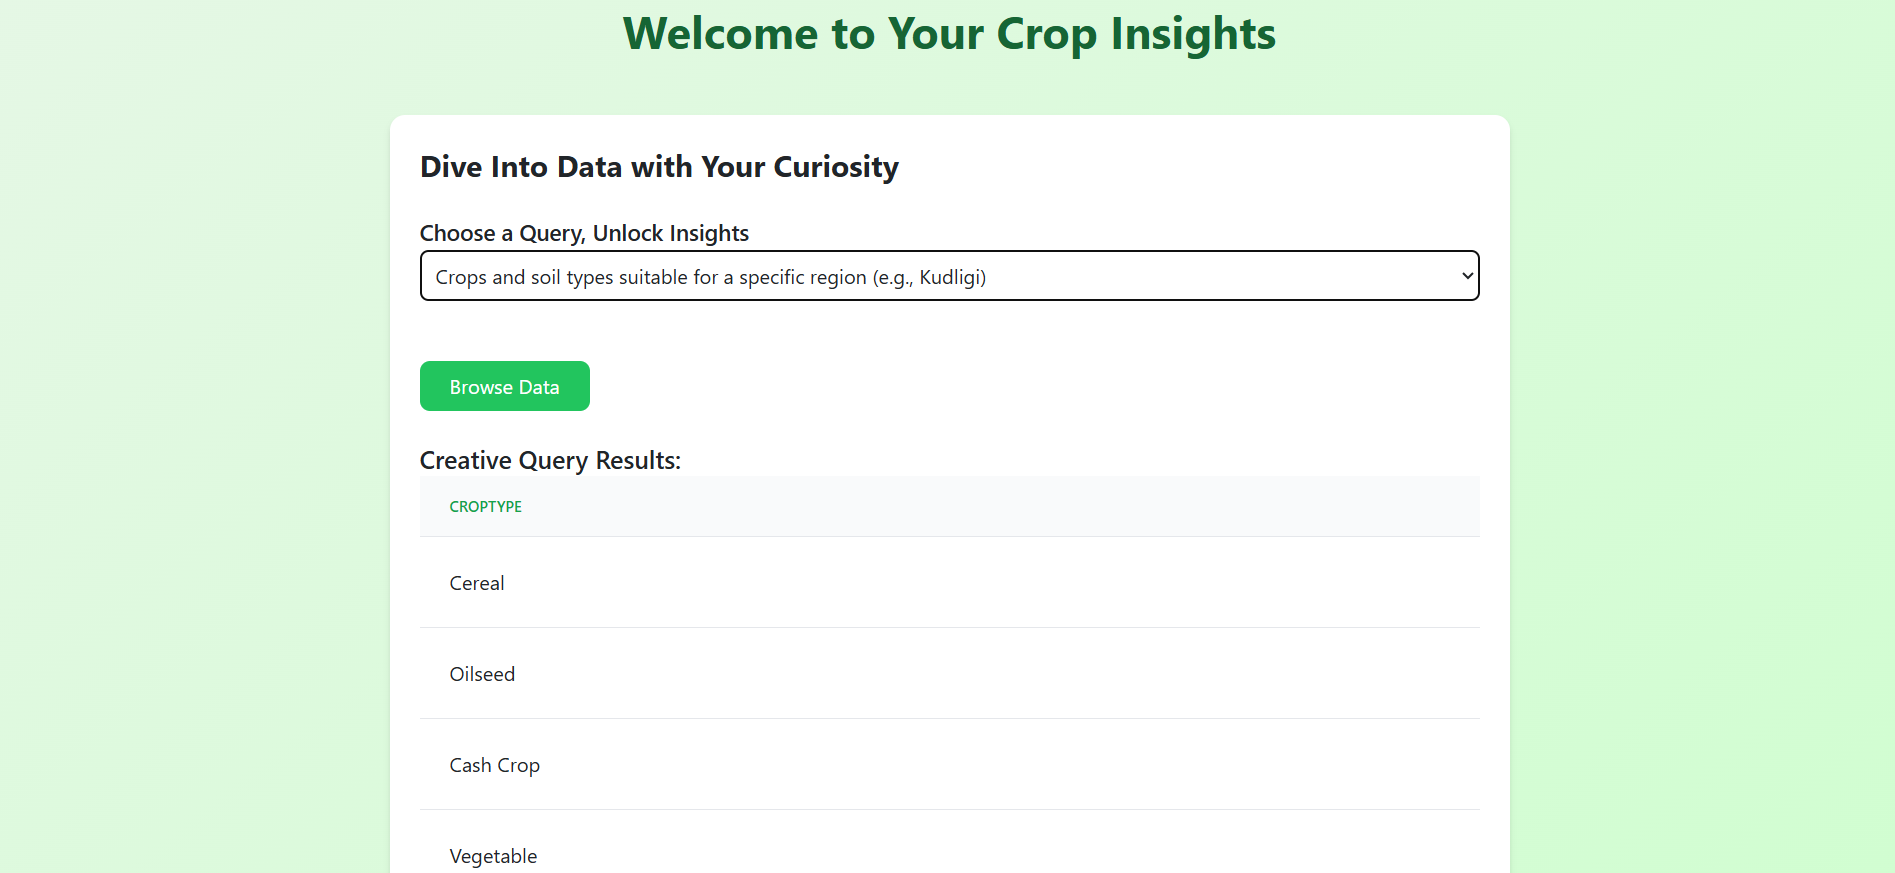 Welcome to Your Crop Insights
Dive Into Data with Your Curiosity
Choose a Query, Unlock Insights
Crops and soil types suitable for a specific region (e.g., Kudligi)
Browse Data
Creative Query Results:
CROPTYPE
Cereal
Oilseed
Cash Crop
Vegetable